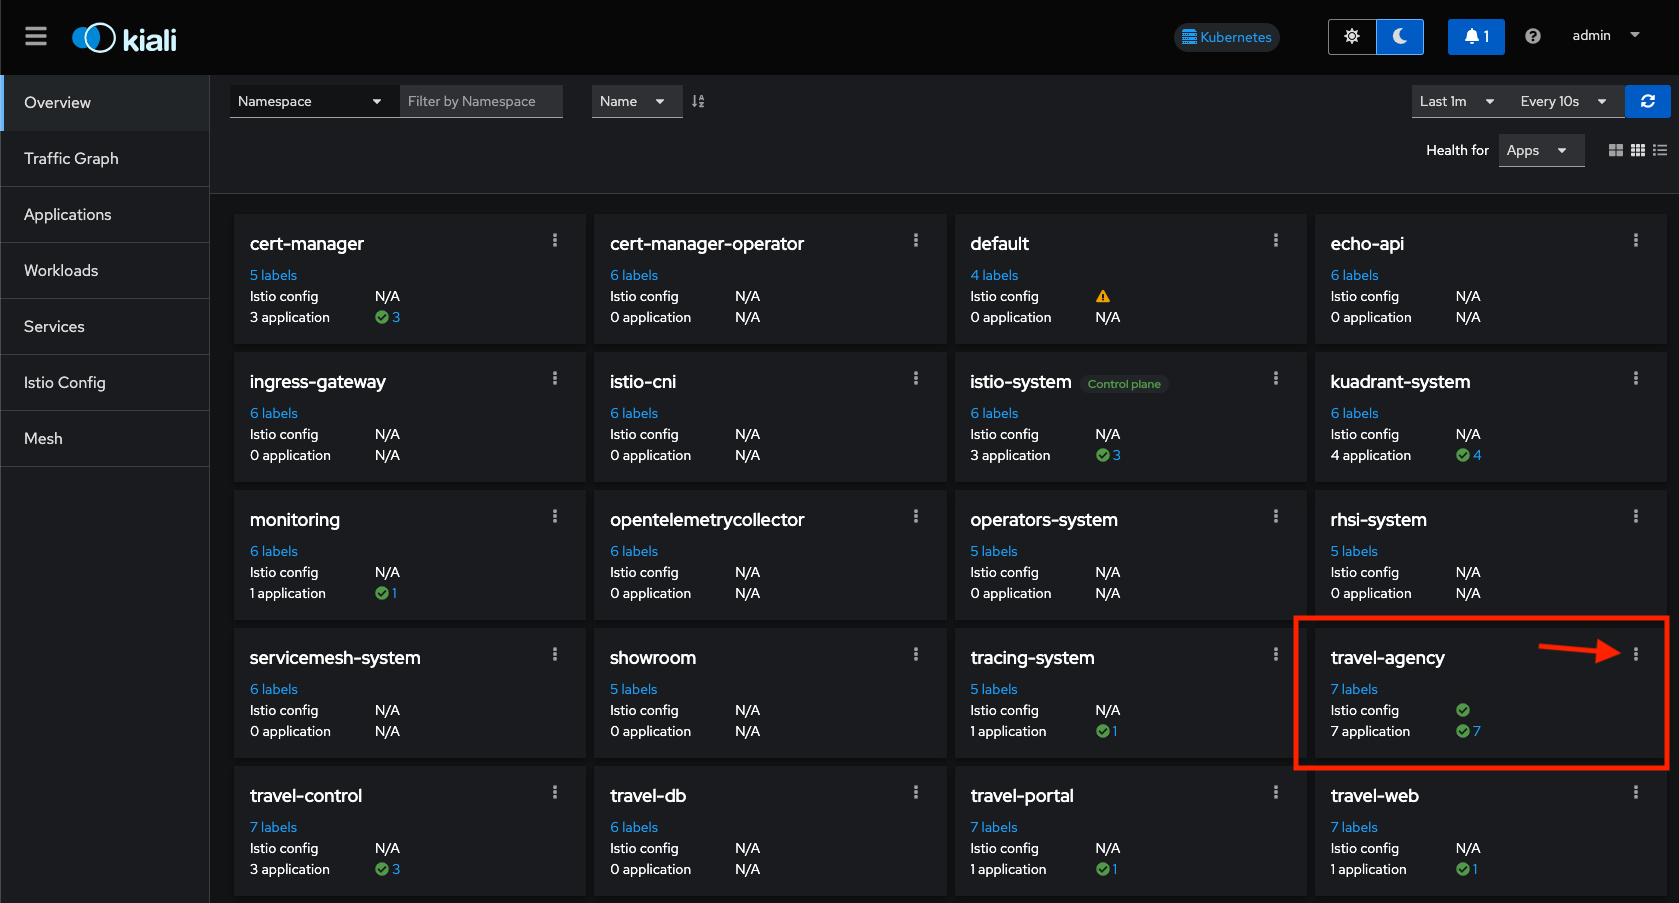 kiali
Kubernetes
1
admin
Overview
Traffic Graph
Applications
Workloads
Services
Istio Config
Mesh
Namespace
Filter by Namespace
Name
Last 1m
Every 10s
Health for
Apps
cert-manager
5 labels
Istio config N/A
3 application 3
cert-manager-operator
6 labels
Istio config N/A
0 application N/A
default
4 labels
Istio config
0 application N/A
echo-api
6 labels
Istio config N/A
0 application N/A
ingress-gateway
6 labels
Istio config N/A
0 application N/A
istio-cni
6 labels
Istio config N/A
0 application N/A
istio-system Control plane
6 labels
Istio config N/A
3 application 3
kuadrant-system
6 labels
Istio config N/A
4 application 4
monitoring
6 labels
Istio config N/A
1 application 1
opentelemetrycollector
6 labels
Istio config N/A
0 application N/A
operators-system
5 labels
Istio config N/A
0 application N/A
rhsi-system
5 labels
Istio config N/A
0 application N/A
servicemesh-system
6 labels
Istio config N/A
0 application N/A
showroom
5 labels
Istio config N/A
0 application N/A
tracing-system
5 labels
Istio config N/A
1 application 1
travel-agency
7 labels
Istio config
7 application 7
travel-control
7 labels
Istio config N/A
3 application 3
travel-db
6 labels
Istio config N/A
0 application N/A
travel-portal
7 labels
Istio config N/A
1 application 1
travel-web
7 labels
Istio config N/A
1 application 1